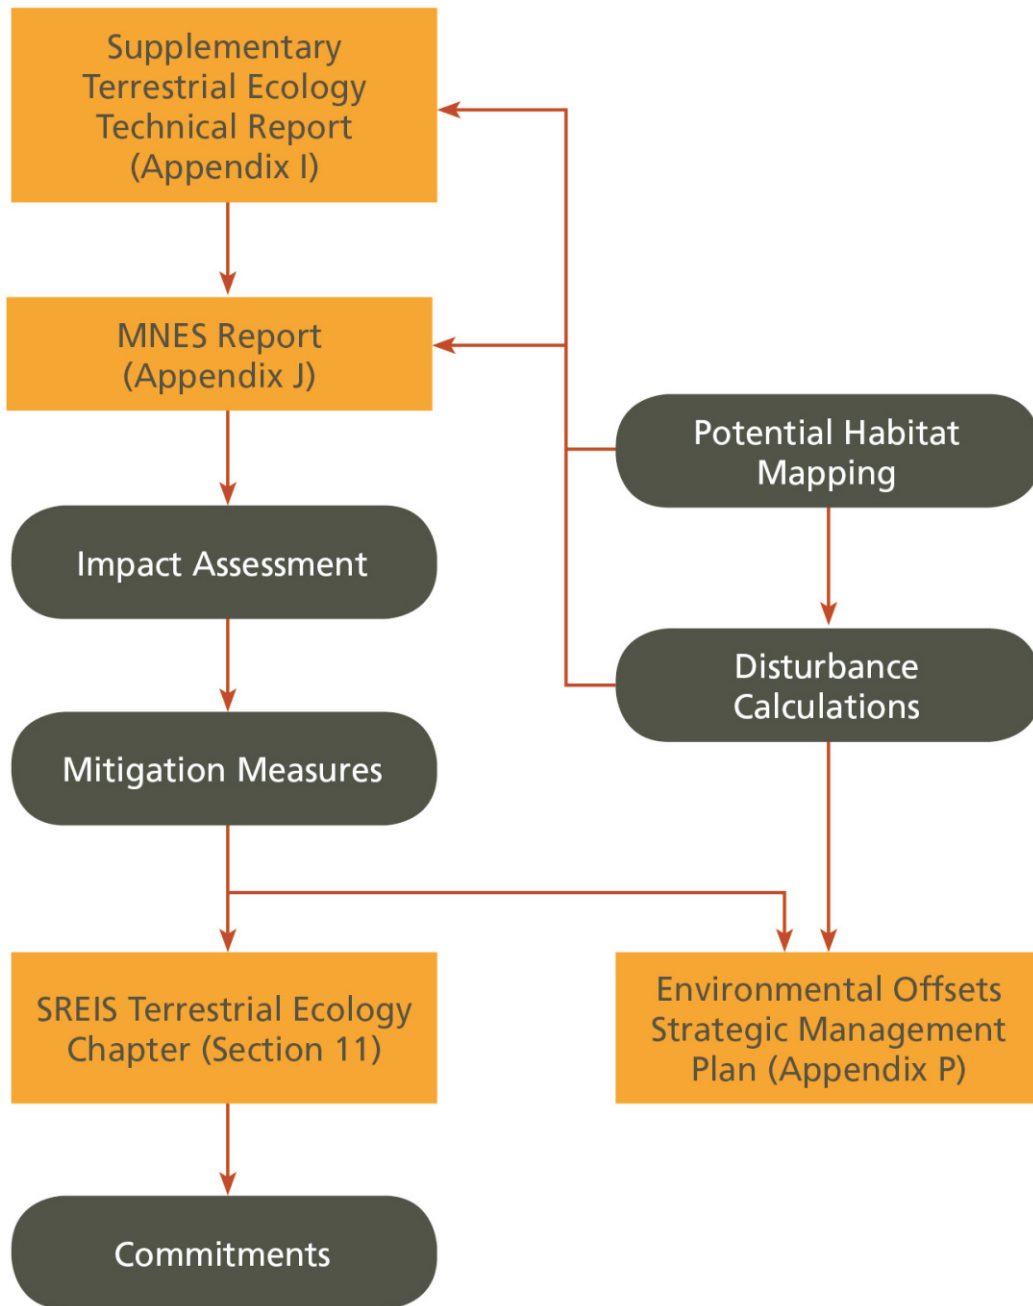 Supplementary
Terrestrial Ecology
Technical Report
(Appendix I)
MNES Report
(Appendix J)
Potential Habitat
Mapping
Impact Assessment
Disturbance
Calculations
Mitigation Measures
SREIS Terrestrial Ecology
Chapter (Section 11)
Environmental Offsets
Strategic Management
Plan (Appendix P)
Commitments